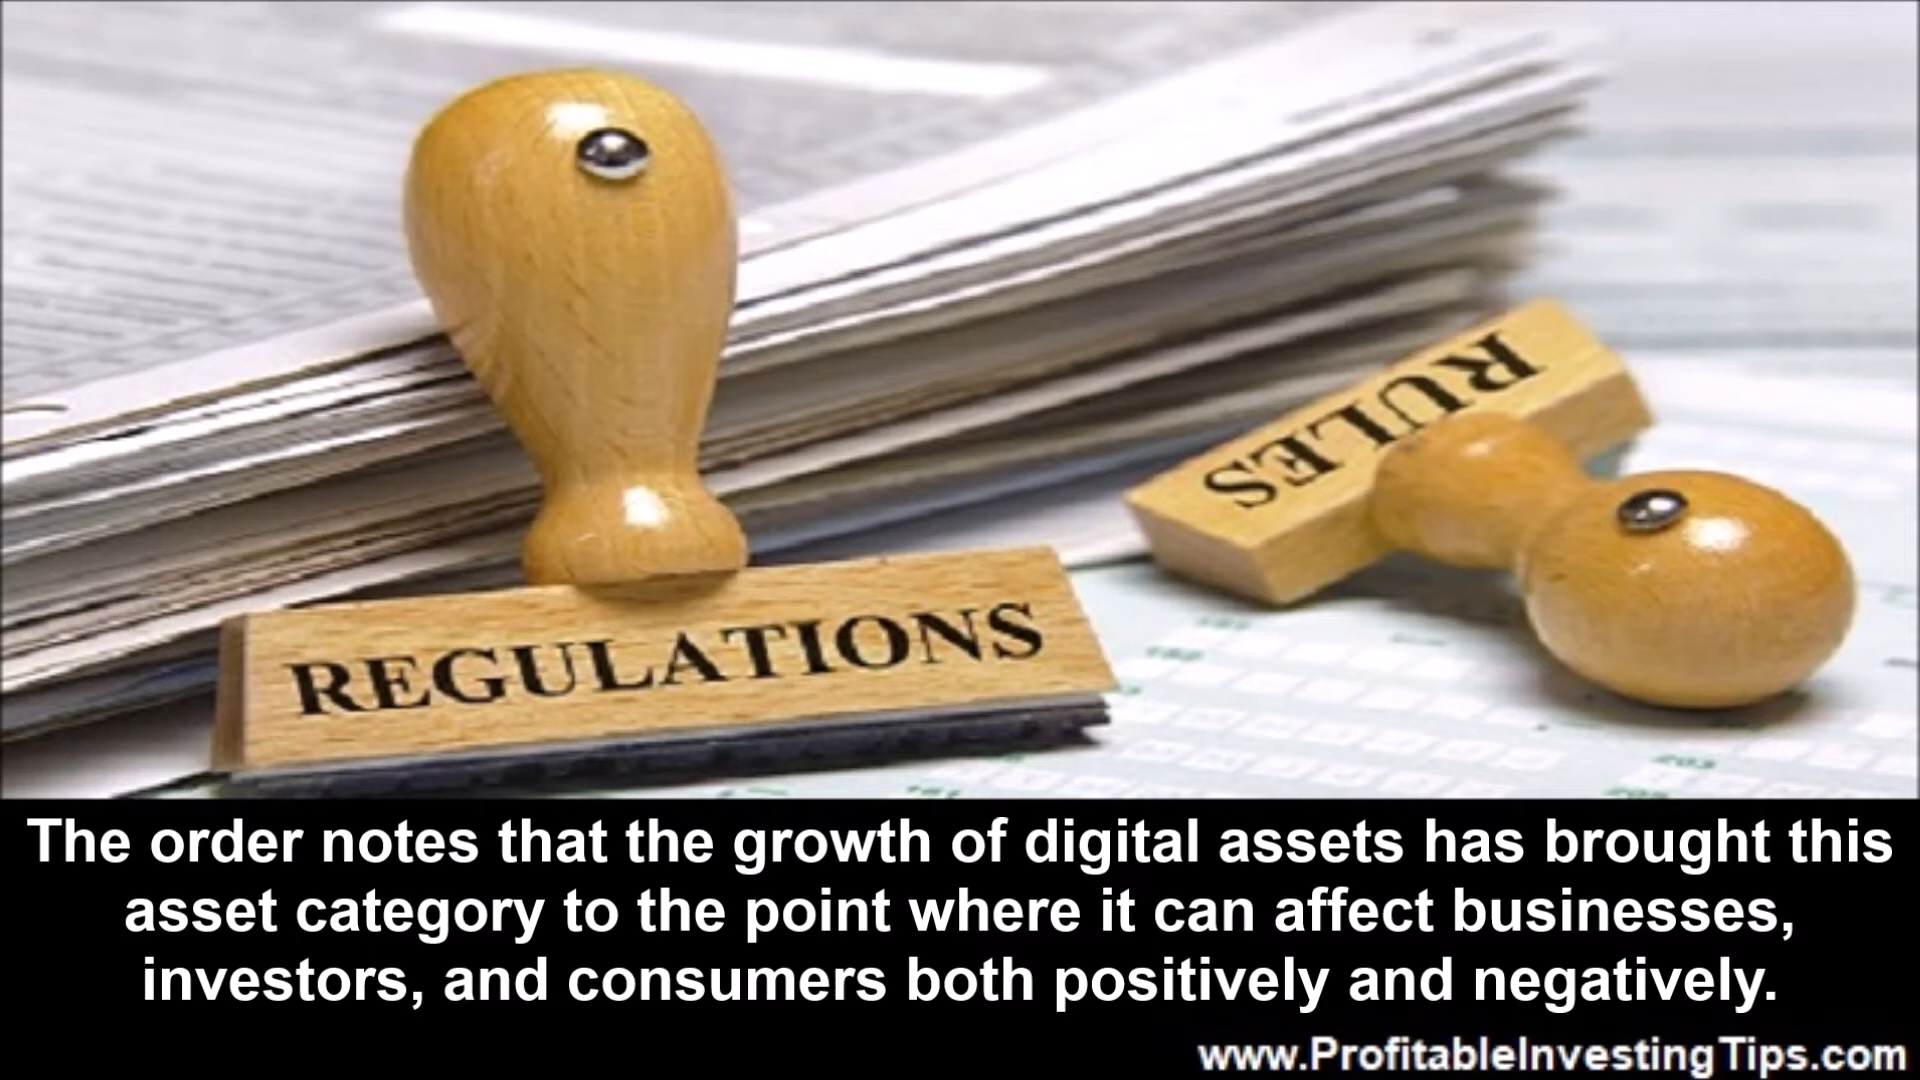 REGULATIONS
RULES
The order notes that the growth of digital assets has brought this
asset category to the point where it can affect businesses,
investors, and consumers both positively and negatively.
www.ProfitableInvestingTips.com